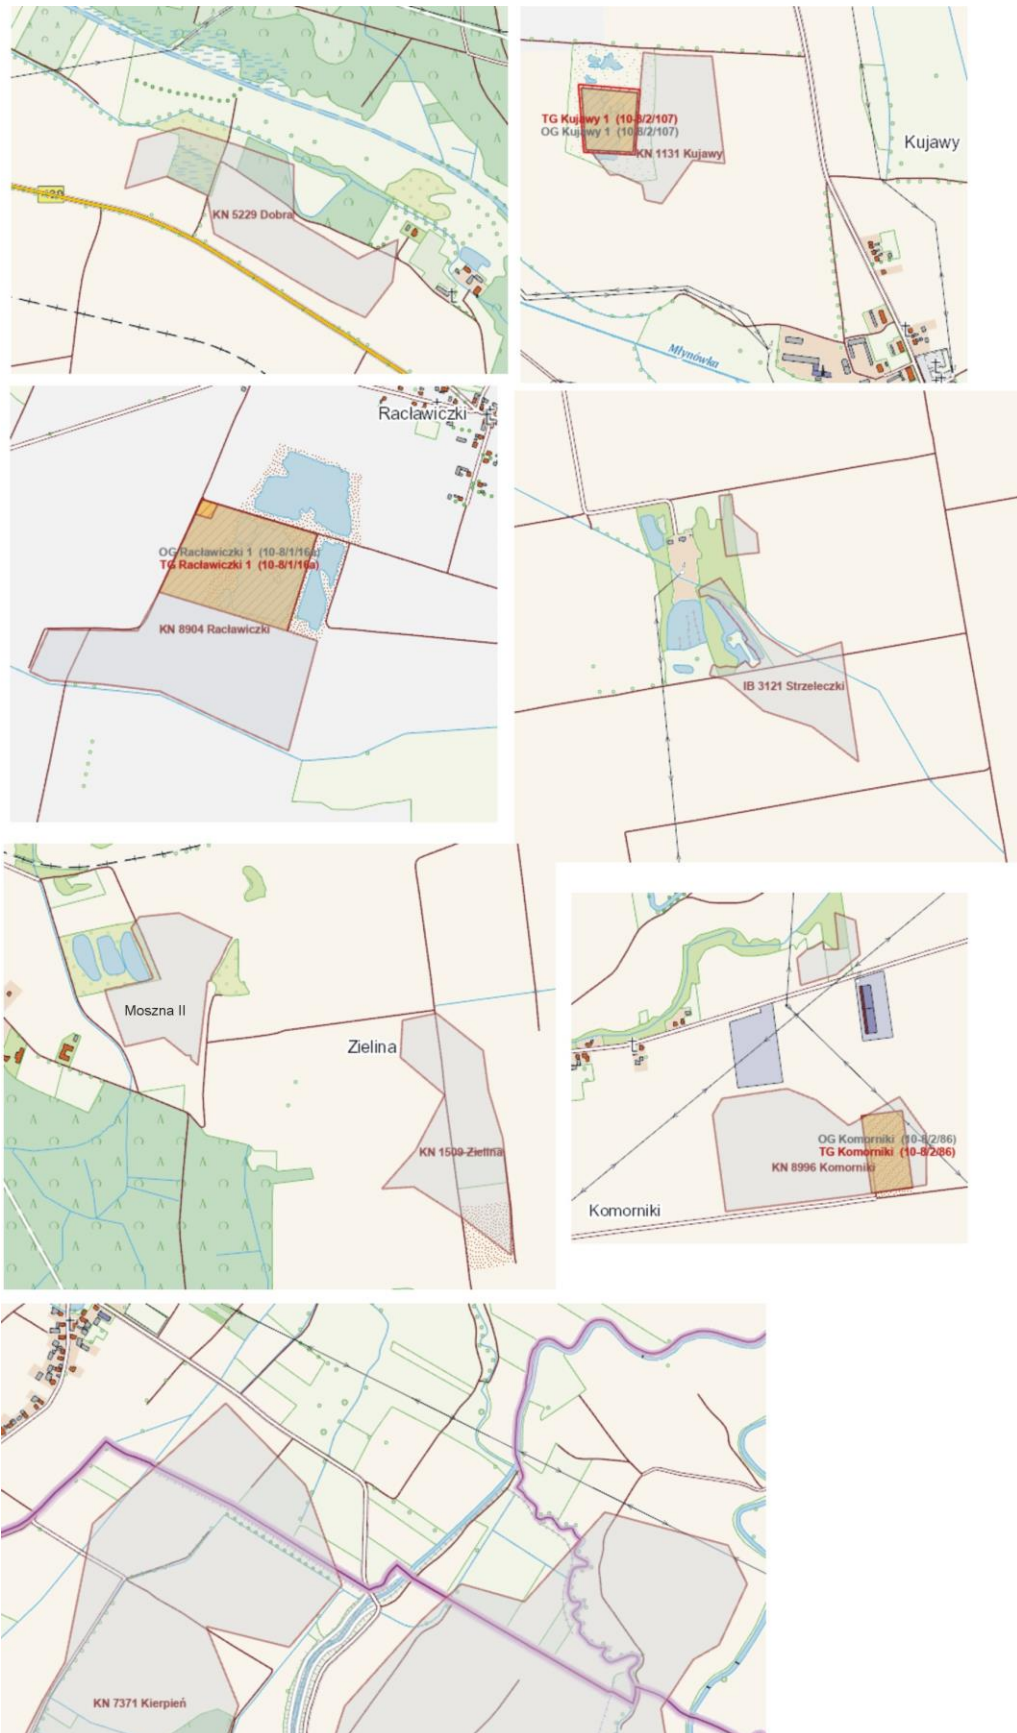 KN 5229 Dobra
TG Kujawy 1 (10-8/2/107)
OG Kujawy 1 (10-8/2/107)
KN 1131 Kujawy
Kujawy
Młynówka
Racławiczki
OG Racławiczki 1 (10-8/1/16a)
TG Racławiczki 1 (10-8/1/16a)
KN 8904 Racławiczki
IB 3121 Strzeleczki
Moszna II
Zielina
KN 1509 Zielina
OG Komorniki (10-8/2/86)
TG Komorniki (10-8/2/86)
KN 8996 Komorniki
Komorniki
KN 7371 Kierpień